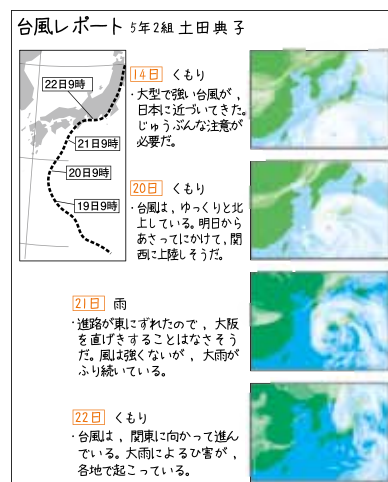 台風レポート 5年2組 土田典子
22日9時
21日9時
20日9時
19日9時
14日 くもり
・大型で強い台風が，
日本に近づいてきた。
じゅうぶんな注意が
必要だ。
20日 くもり
・台風は，ゆっくりと北
上している。明日から
あさってにかけて，関
西に上陸しそうだ。
21日 雨
・進路が東にずれたので，大阪
を直げきすることはなさそう
だ。風は強くないが，大雨が
ふり続いている。
22日 くもり
・台風は，関東に向かって進ん
でいる。大雨によるひ害が，
各地で起こっている。